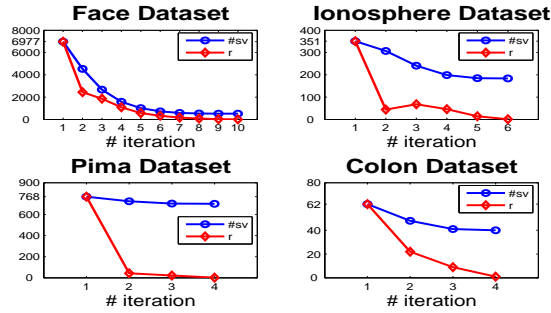 Face Dataset
8000
6977
6000
4000
2000
0
#sv
r
1 2 3 4 5 6 7 8 9 10
# iteration
Ionosphere Dataset
400
351
300
200
100
0
#sv
r
1 2 3 4 5 6
# iteration
Pima Dataset
900
768
600
300
0
#sv
r
1 2 3 4
# iteration
Colon Dataset
80
62
40
20
0
#sv
r
1 2 3 4
# iteration